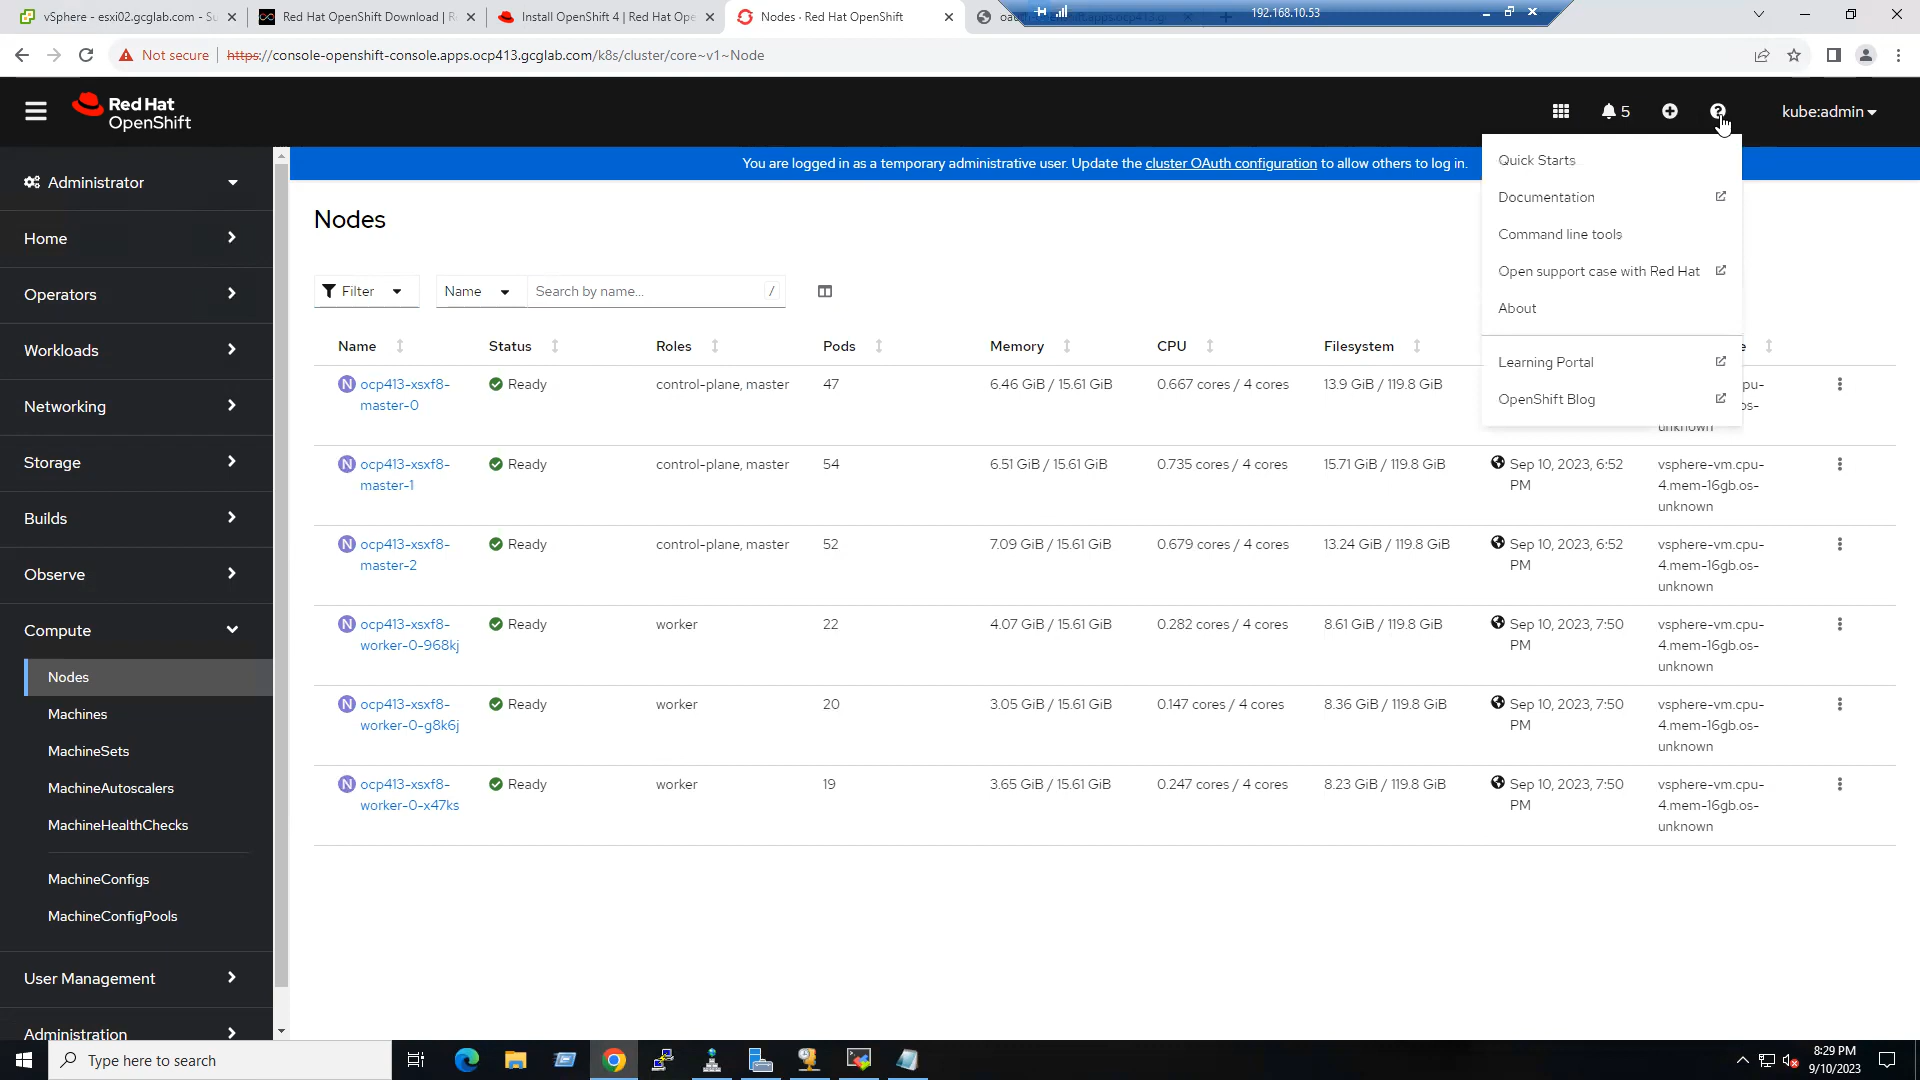 vSphere - esxi02.gcglab.com - Su
Red Hat OpenShift Download | R
Install OpenShift 4 | Red Hat Ope
Nodes · Red Hat OpenShift
192.168.10.53
Not secure
https://console-openshift-console.apps.ocp413.gcglab.com/k8s/cluster/core~v1~Node
Red Hat
OpenShift
5
kube:admin
You are logged in as a temporary administrative user. Update the cluster OAuth configuration to allow others to log in.
Administrator
Home
Operators
Workloads
Networking
Storage
Builds
Observe
Compute
Nodes
Machines
MachineSets
MachineAutoscalers
MachineHealthChecks
MachineConfigs
MachineConfigPools
User Management
Administration
Quick Starts
Documentation
Command line tools
Open support case with Red Hat
About
Learning Portal
OpenShift Blog
Nodes
Filter
Name
Search by name...
/
Name Status Roles Pods Memory CPU Filesystem e
ocp413-xsxf8- Ready control-plane, master 47 6.46 GiB / 15.61 GiB 0.667 cores / 4 cores 13.9 GiB / 119.8 GiB pu-
master-0 os-
unknown
ocp413-xsxf8- Ready control-plane, master 54 6.51 GiB / 15.61 GiB 0.735 cores / 4 cores 15.71 GiB / 119.8 GiB Sep 10, 2023, 6:52 vsphere-vm.cpu-
master-1 PM 4.mem-16gb.os-
unknown
ocp413-xsxf8- Ready control-plane, master 52 7.09 GiB / 15.61 GiB 0.679 cores / 4 cores 13.24 GiB / 119.8 GiB Sep 10, 2023, 6:52 vsphere-vm.cpu-
master-2 PM 4.mem-16gb.os-
unknown
ocp413-xsxf8- Ready worker 22 4.07 GiB / 15.61 GiB 0.282 cores / 4 cores 8.61 GiB / 119.8 GiB Sep 10, 2023, 7:50 vsphere-vm.cpu-
worker-0-968kj PM 4.mem-16gb.os-
unknown
ocp413-xsxf8- Ready worker 20 3.05 GiB / 15.61 GiB 0.147 cores / 4 cores 8.36 GiB / 119.8 GiB Sep 10, 2023, 7:50 vsphere-vm.cpu-
worker-0-g8k6j PM 4.mem-16gb.os-
unknown
ocp413-xsxf8- Ready worker 19 3.65 GiB / 15.61 GiB 0.247 cores / 4 cores 8.23 GiB / 119.8 GiB Sep 10, 2023, 7:50 vsphere-vm.cpu-
worker-0-x47ks PM 4.mem-16gb.os-
unknown
Type here to search
8:29 PM
9/10/2023